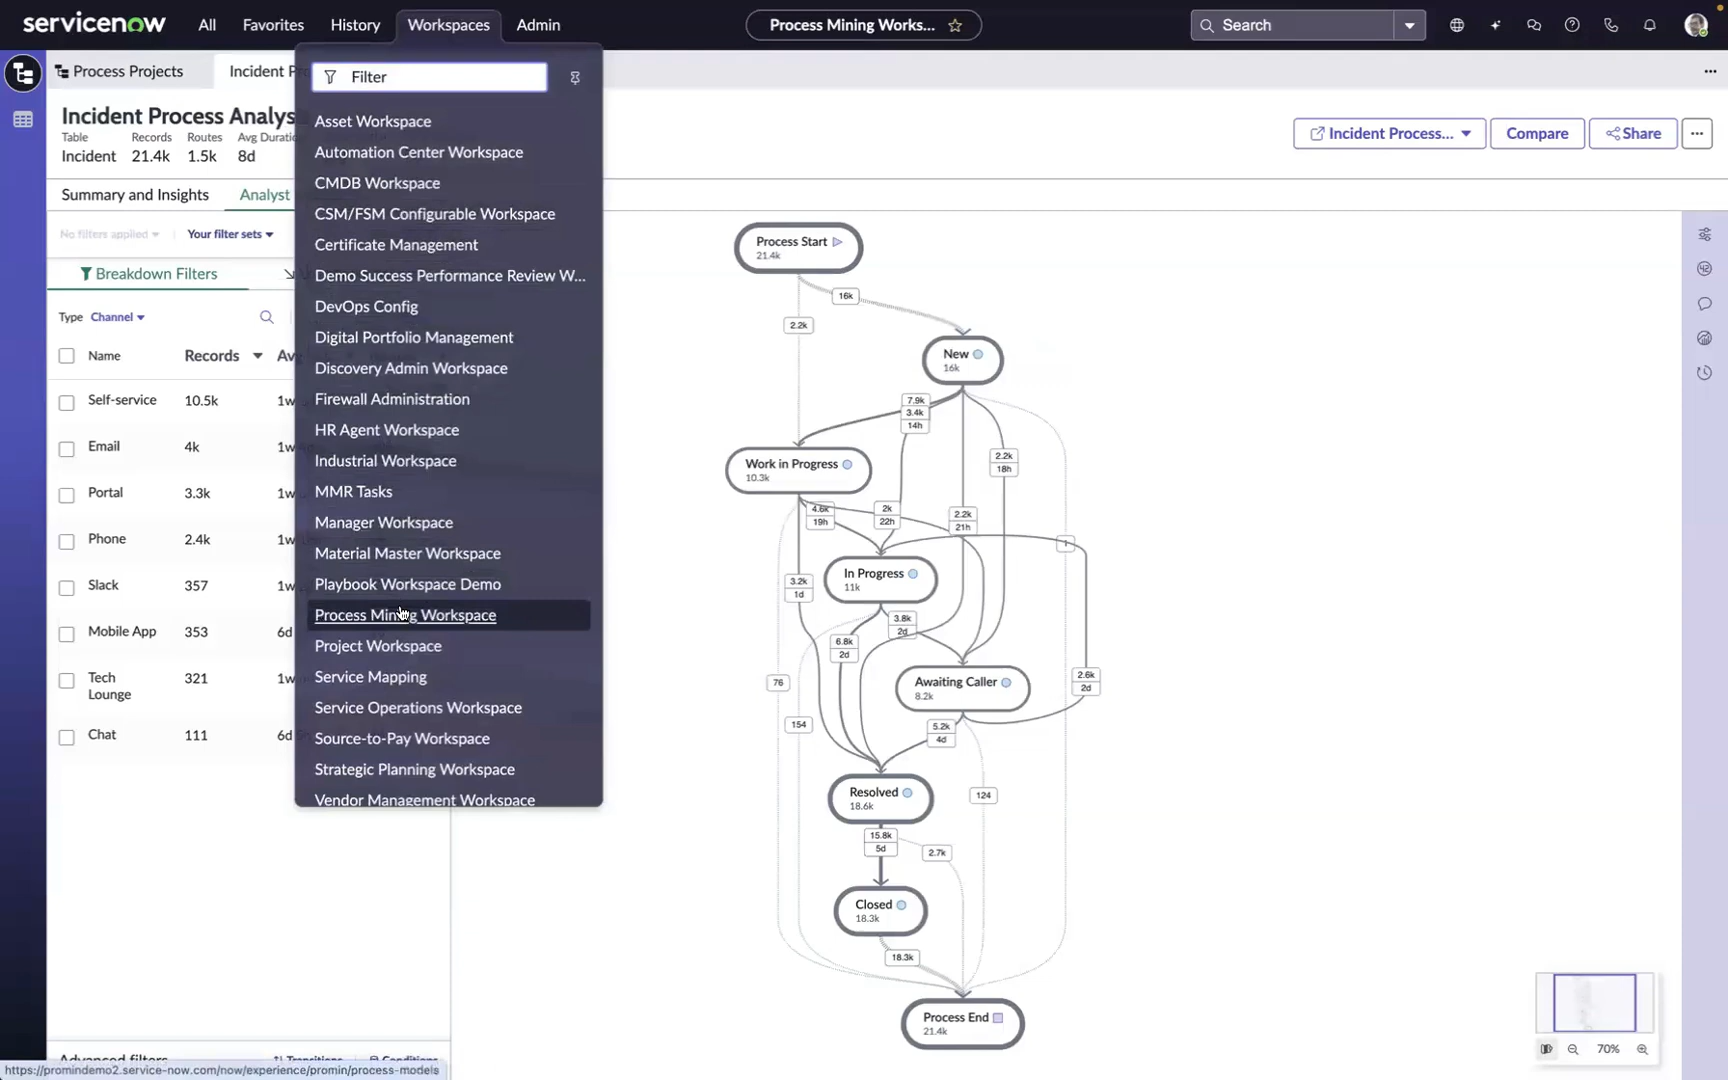 servicenow
All
Favorites
History
Workspaces
Admin
Process Mining Works...
Search
Process Projects
Incident Pr
Incident Process Analys
Table
Records
Routes
Avg Duratio
Incident
21.4k
1.5k
8d
Incident Process...
Compare
Share
Summary and Insights
Analyst
No filters applied
Your filter sets
Breakdown Filters
Type
Channel
Name
Records
Av
Self-service
10.5k
1w
Email
4k
1w
Portal
3.3k
1w
Phone
2.4k
1w
Slack
357
1w
Mobile App
353
6d
Tech
Lounge
321
1w
Chat
111
6d
Advanced filters
Transitions
Conditions
https://promindemo2.service-now.com/now/experience/promin/process-models
Filter
Asset Workspace
Automation Center Workspace
CMDB Workspace
CSM/FSM Configurable Workspace
Certificate Management
Demo Success Performance Review W...
DevOps Config
Digital Portfolio Management
Discovery Admin Workspace
Firewall Administration
HR Agent Workspace
Industrial Workspace
MMR Tasks
Manager Workspace
Material Master Workspace
Playbook Workspace Demo
Process Mining Workspace
Project Workspace
Service Mapping
Service Operations Workspace
Source-to-Pay Workspace
Strategic Planning Workspace
Vendor Management Workspace
Process Start
21.4k
16k
2.2k
New
16k
7.9k
3.4k
14h
2.2k
18h
Work in Progress
10.3k
4.6k
19h
2k
22h
2.2k
21h
In Progress
11k
3.2k
1d
3.8k
2d
6.8k
2d
76
Awaiting Caller
8.2k
2.6k
2d
154
5.2k
4d
Resolved
18.6k
124
15.8k
5d
2.7k
Closed
18.3k
18.3k
Process End
21.4k
70%